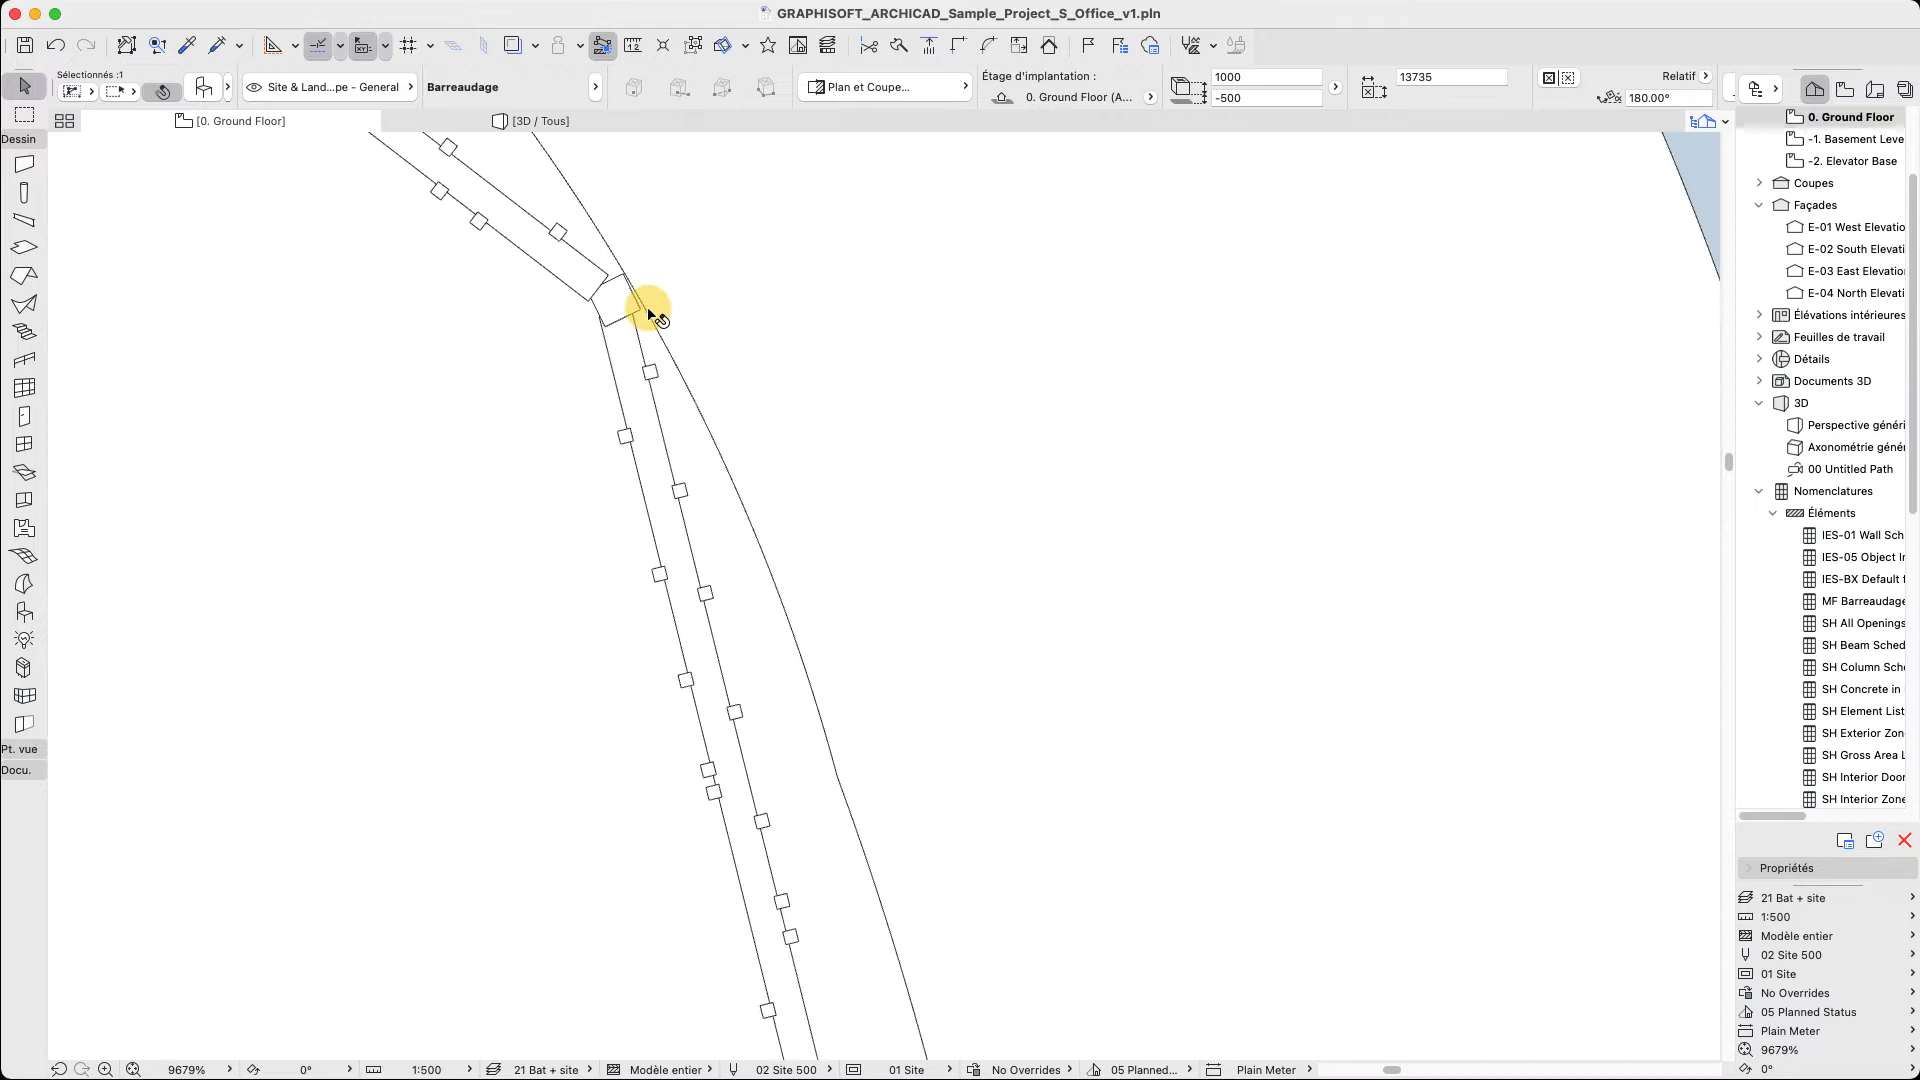 GRAPHISOFT_ARCHICAD_Sample_Project_S_Office_v1.pln
Sélectionnés :1
Site & Land...pe - General
Barreaudage
Plan et Coupe...
Étage d'implantation :
0. Ground Floor (A...
1000
-500
13735
Relatif
180.00°
[0. Ground Floor]
[3D / Tous]
Dessin
Pt. vue
Docu.
0. Ground Floor
-1. Basement Leve
-2. Elevator Base
Coupes
Façades
E-01 West Elevatio
E-02 South Elevati
E-03 East Elevation
E-04 North Elevati
Élévations intérieures
Feuilles de travail
Détails
Documents 3D
3D
Perspective généri
Axonométrie génér
00 Untitled Path
Nomenclatures
Éléments
IES-01 Wall Sch
IES-05 Object In
IES-BX Default f
MF Barreaudage
SH All Openings
SH Beam Sched
SH Column Sche
SH Concrete in
SH Element List
SH Exterior Zon
SH Gross Area L
SH Interior Door
SH Interior Zone
Propriétés
21 Bat + site
1:500
Modèle entier
02 Site 500
01 Site
No Overrides
05 Planned Status
Plain Meter
9679%
0°
9679%
0°
1:500
21 Bat + site
Modèle entier
02 Site 500
01 Site
No Overrides
05 Planned...
Plain Meter